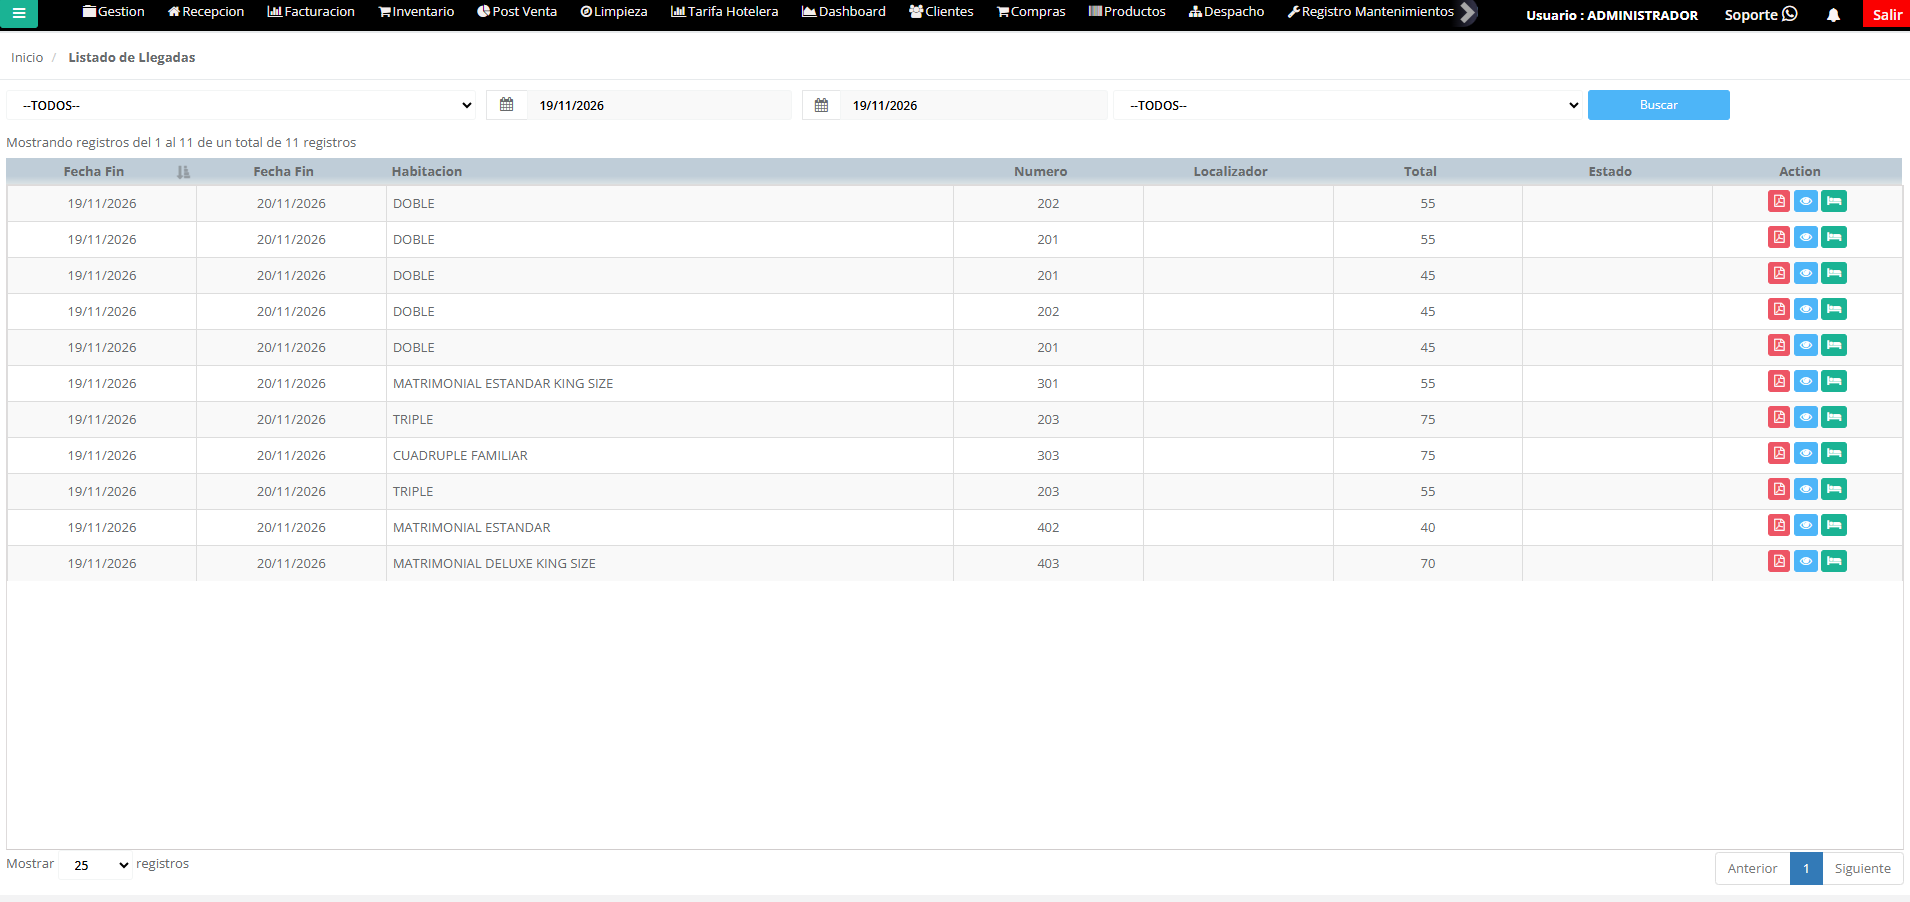 Gestion Recepcion Facturacion Inventario Post Venta Limpieza Tarifa Hotelera Dashboard Clientes Compras Productos Despacho Registro Mantenimientos Usuario : ADMINISTRADOR Soporte Salir
Inicio / Listado de Llegadas
--TODOS-- 19/11/2026 19/11/2026 --TODOS-- Buscar
Mostrando registros del 1 al 11 de un total de 11 registros
Fecha Fin Fecha Fin Habitacion Numero Localizador Total Estado Action
19/11/2026 20/11/2026 DOBLE 202 55
19/11/2026 20/11/2026 DOBLE 201 55
19/11/2026 20/11/2026 DOBLE 201 45
19/11/2026 20/11/2026 DOBLE 202 45
19/11/2026 20/11/2026 DOBLE 201 45
19/11/2026 20/11/2026 MATRIMONIAL ESTANDAR KING SIZE 301 55
19/11/2026 20/11/2026 TRIPLE 203 75
19/11/2026 20/11/2026 CUADRUPLE FAMILIAR 303 75
19/11/2026 20/11/2026 TRIPLE 203 55
19/11/2026 20/11/2026 MATRIMONIAL ESTANDAR 402 40
19/11/2026 20/11/2026 MATRIMONIAL DELUXE KING SIZE 403 70
Mostrar 25 registros Anterior 1 Siguiente